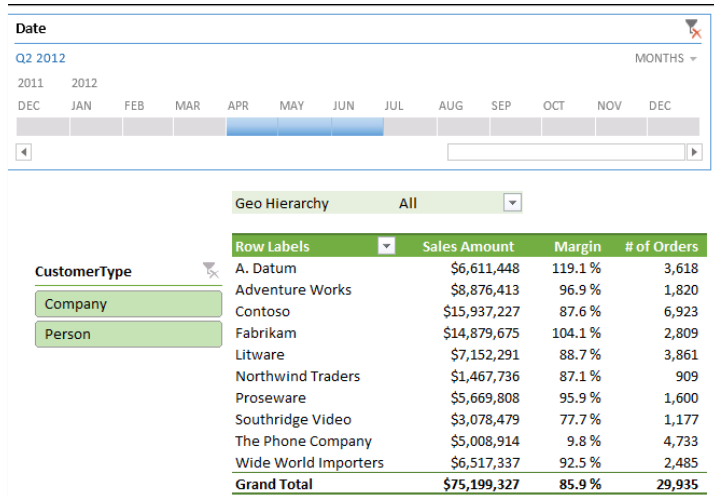 Date
Q2 2012
MONTHS
2011 2012
DEC JAN FEB MAR APR MAY JUN JUL AUG SEP OCT NOV DEC
Geo Hierarchy All
CustomerType
Company
Person
Row Labels Sales Amount Margin # of Orders
A. Datum $6,611,448 119.1 % 3,618
Adventure Works $8,876,413 96.9 % 1,820
Contoso $15,937,227 87.6 % 6,923
Fabrikam $14,879,675 104.1 % 2,809
Litware $7,152,291 88.7 % 3,861
Northwind Traders $1,467,736 87.1 % 909
Proseware $5,669,808 95.9 % 1,600
Southridge Video $3,078,479 77.7 % 1,177
The Phone Company $5,008,914 9.8 % 4,733
Wide World Importers $6,517,337 92.5 % 2,485
Grand Total $75,199,327 85.9 % 29,935